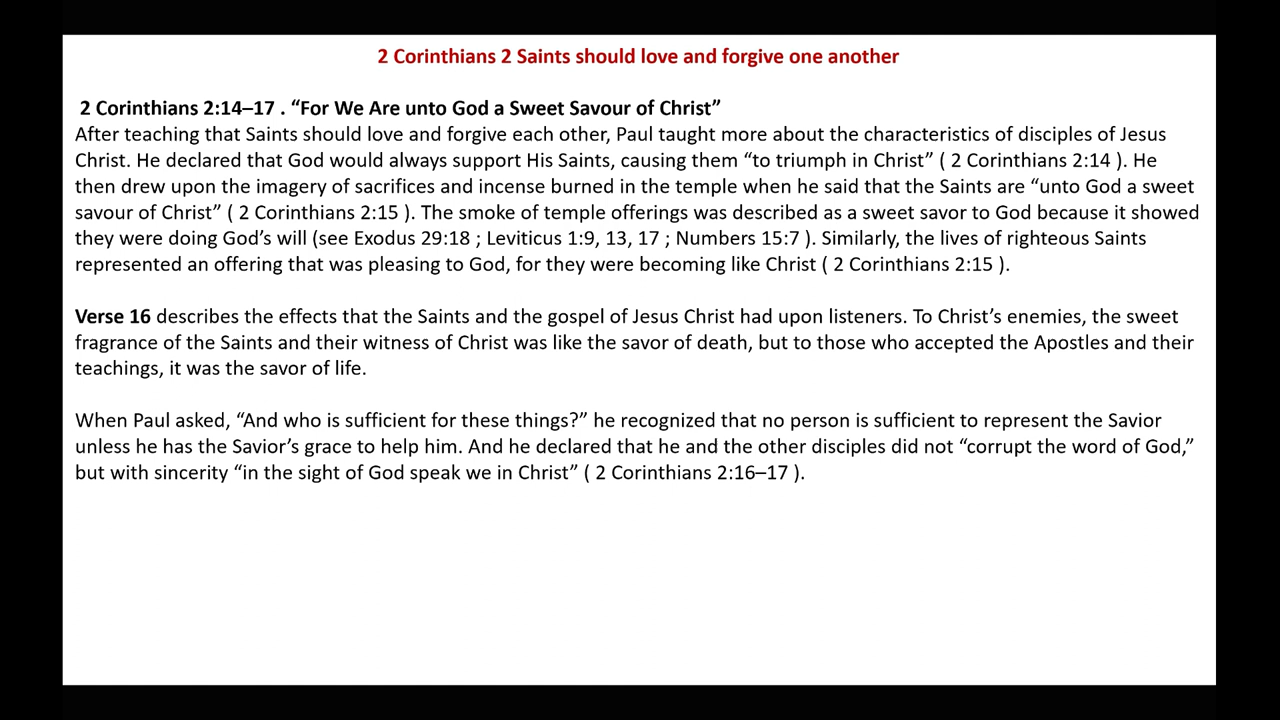 2 Corinthians 2 Saints should love and forgive one another
2 Corinthians 2:14–17 . “For We Are unto God a Sweet Savour of Christ”
After teaching that Saints should love and forgive each other, Paul taught more about the characteristics of disciples of Jesus
Christ. He declared that God would always support His Saints, causing them “to triumph in Christ” ( 2 Corinthians 2:14 ). He
then drew upon the imagery of sacrifices and incense burned in the temple when he said that the Saints are “unto God a sweet
savour of Christ” ( 2 Corinthians 2:15 ). The smoke of temple offerings was described as a sweet savor to God because it showed
they were doing God’s will (see Exodus 29:18 ; Leviticus 1:9, 13, 17 ; Numbers 15:7 ). Similarly, the lives of righteous Saints
represented an offering that was pleasing to God, for they were becoming like Christ ( 2 Corinthians 2:15 ).
Verse 16 describes the effects that the Saints and the gospel of Jesus Christ had upon listeners. To Christ’s enemies, the sweet
fragrance of the Saints and their witness of Christ was like the savor of death, but to those who accepted the Apostles and their
teachings, it was the savor of life.
When Paul asked, “And who is sufficient for these things?” he recognized that no person is sufficient to represent the Savior
unless he has the Savior’s grace to help him. And he declared that he and the other disciples did not “corrupt the word of God,”
but with sincerity “in the sight of God speak we in Christ” ( 2 Corinthians 2:16–17 ).